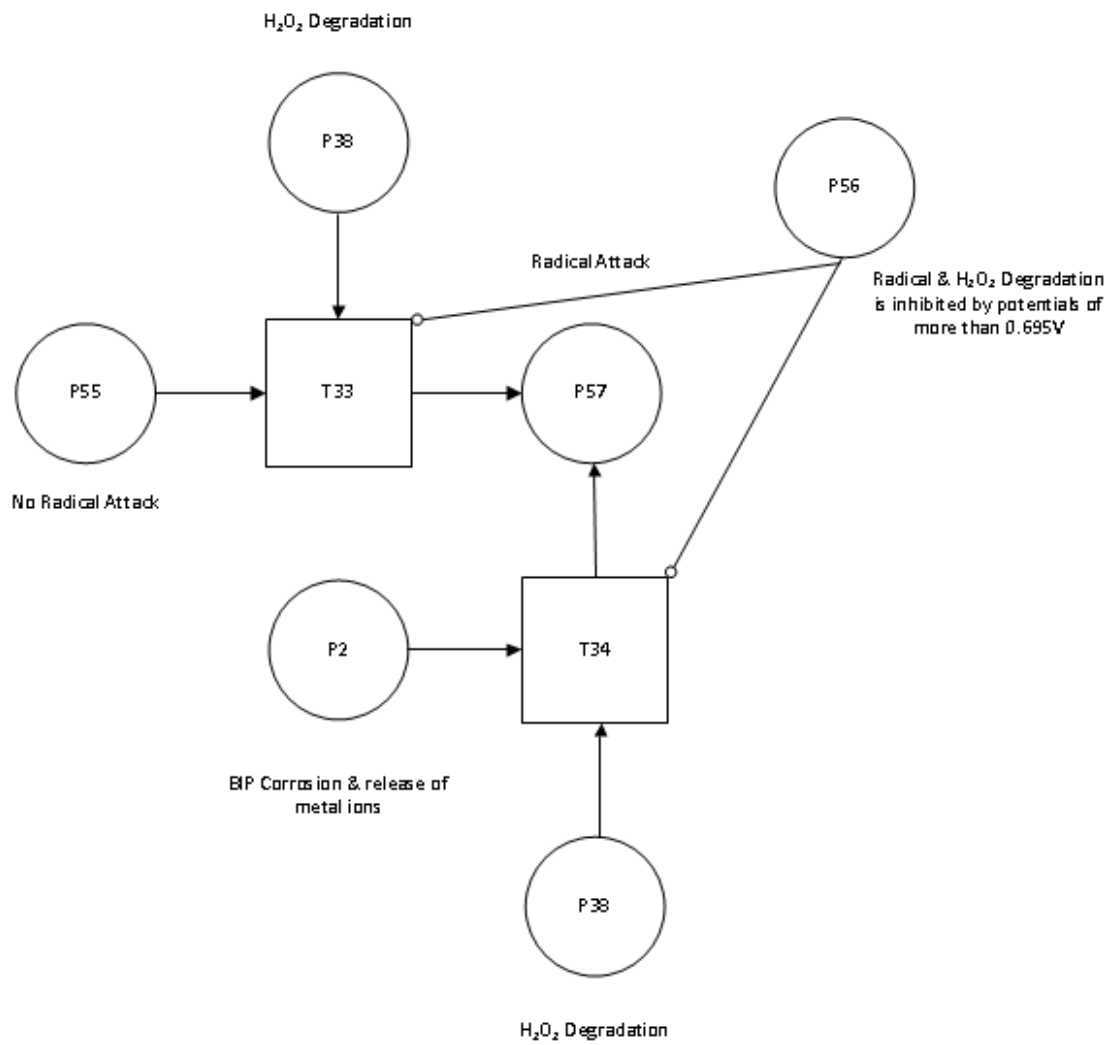 H₂O₂ Degradation
P38
P56
Radical Attack
Radical & H₂O₂ Degradation
is inhibited by potentials of
more than 0.695V
P55
T33
P57
No Radical Attack
P2
T34
BIP Corrosion & release of
metal ions
P38
H₂O₂ Degradation